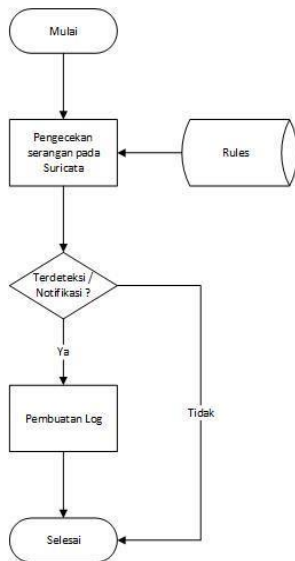 Mulai
Pengecekan
serangan pada
Suricata
Rules
Terdeteksi /
Notifikasi ?
Ya
Pembuatan Log
Tidak
Selesai